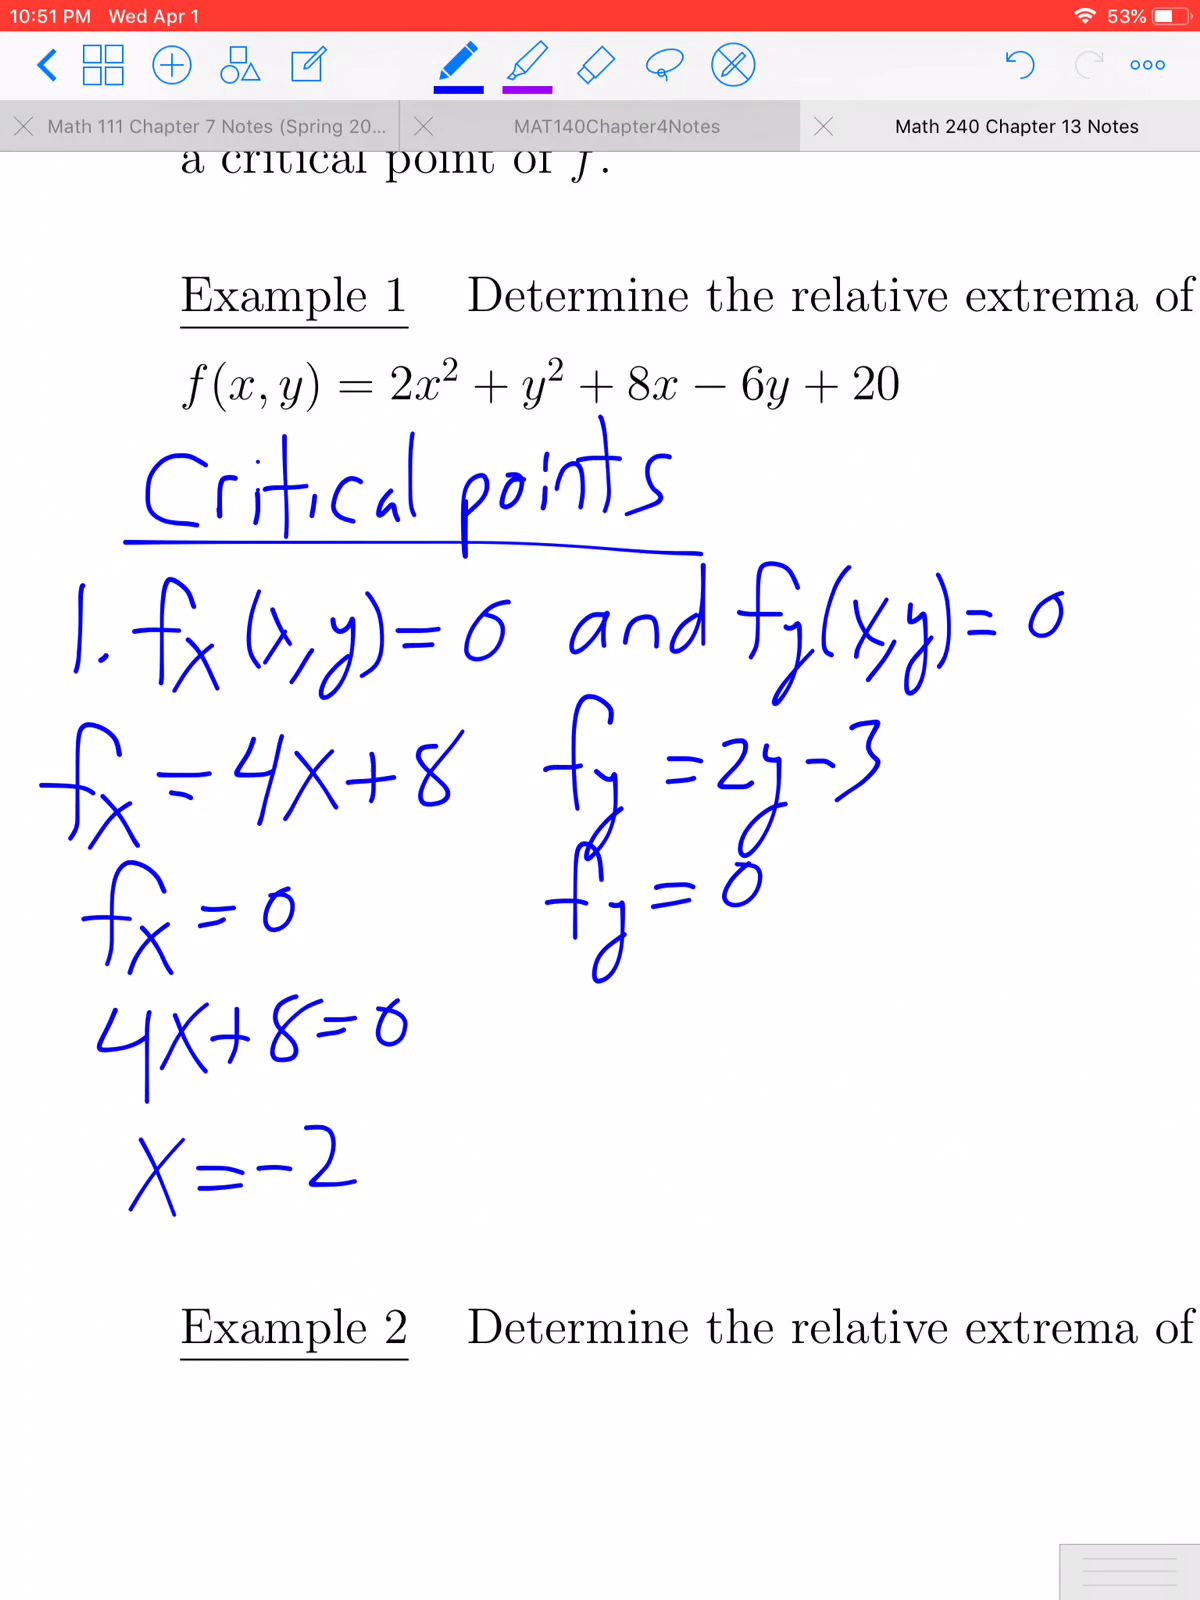 10:51 PM Wed Apr 1 53%
Math 111 Chapter 7 Notes (Spring 20... MAT140Chapter4Notes Math 240 Chapter 13 Notes
a critical point of f.
Example 1 Determine the relative extrema of
f(x, y) = 2x² + y² + 8x − 6y + 20
Critical points
1. fx (x,y)=0 and fy(x,y)=0
fx = 4x+8 fy =2y-3
fx=0 fy=0
4x+8=0
x=-2
Example 2 Determine the relative extrema of